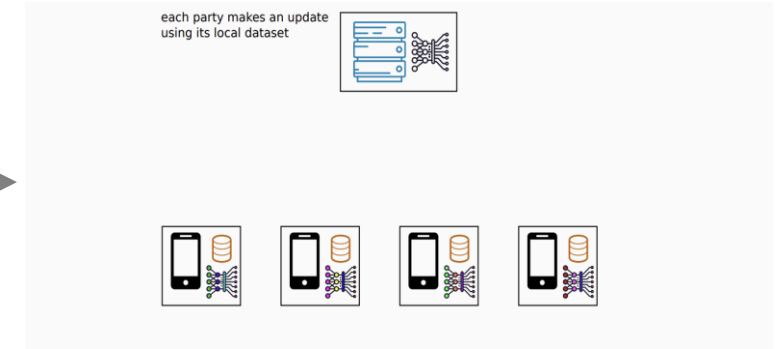 each party makes an update
using its local dataset